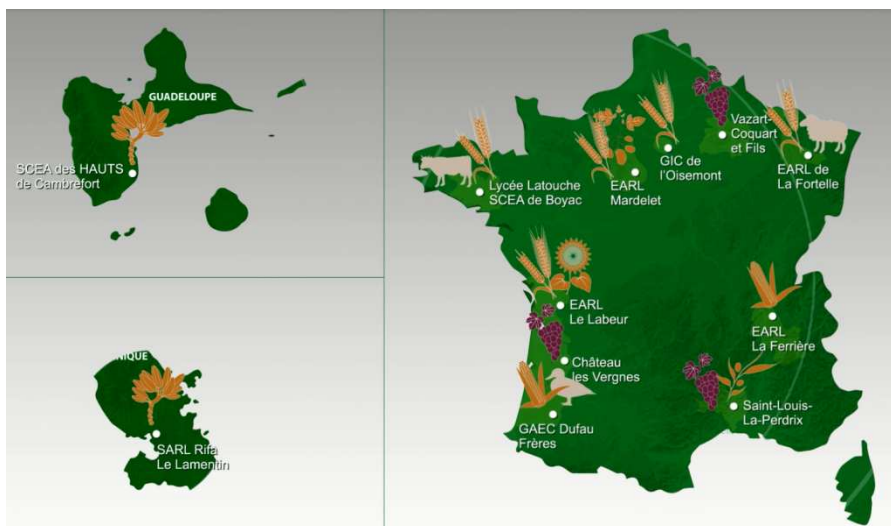 GUADELOUPE
SCEA des HAUTS
de Cambrefort
NIQUE
SARL Rifa
Le Lamentin
Lycée Latouche
SCEA de Boyac
EARL
Mardelet
GIC de
l'Oisemont
Vazart-
Coquart
et Fils
EARL de
La Fortelle
EARL
Le Labeur
Château
les Vergnes
GAEC Dufau
Frères
EARL
La Ferrière
Saint-Louis-
La-Perdrix